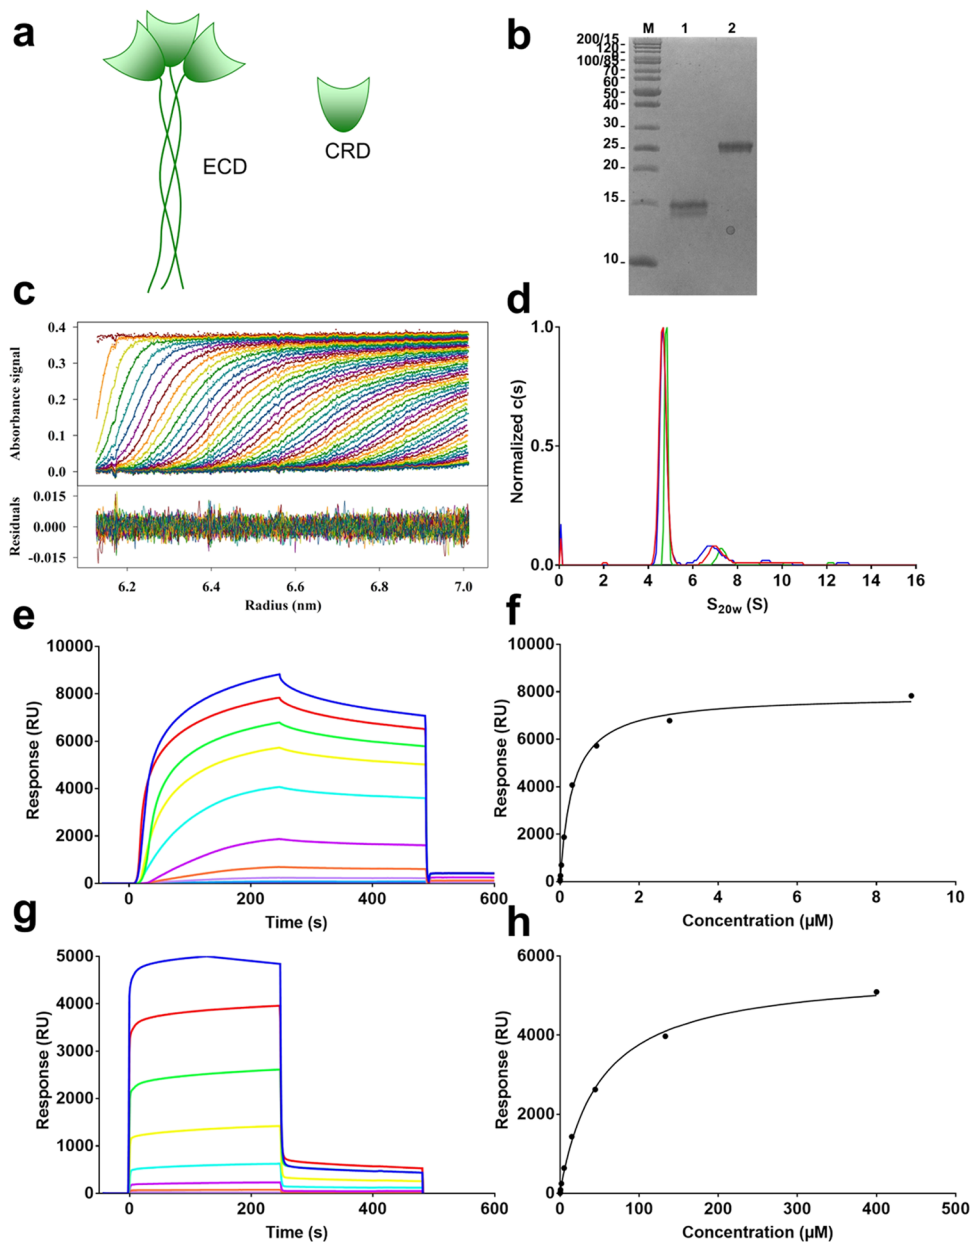 a
ECD
CRD
b
M 1 2
200/15
120
100/85
70
60
50
40
30
25
20
15
10
c
Absorbance signal
0.4
0.3
0.2
0.1
0.0
Residuals
0.015
0.000
-0.015
6.2 6.4 6.6 6.8 7.0
Radius (nm)
d
Normalized c(s)
1.0
0.5
0.0
0 2 4 6 8 10 12 14 16
S20w (S)
e
Response (RU)
10000
8000
6000
4000
2000
0
0 200 400 600
Time (s)
f
Response (RU)
10000
8000
6000
4000
2000
0
0 2 4 6 8 10
Concentration (µM)
g
Response (RU)
5000
4000
3000
2000
1000
0
0 200 400 600
Time (s)
h
Response (RU)
6000
4000
2000
0
0 100 200 300 400 500
Concentration (µM)